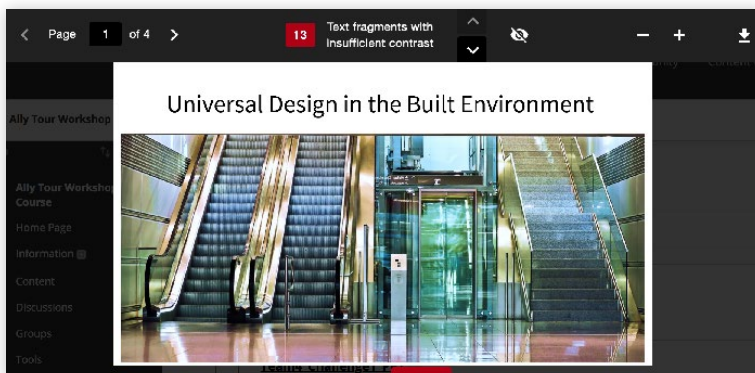 Page 1 of 4
13 Text fragments with
insufficient contrast
Universal Design in the Built Environment
Ally Tour Workshop
Ally Tour Workshop
Course
Home Page
Information
Content
Discussions
Groups
Tools